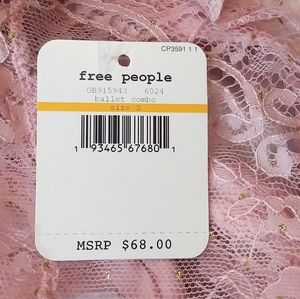 CP3591 1 1
free people
OB915943 6024
ballet combo
size S
1 93465 67680 1
MSRP $68.00